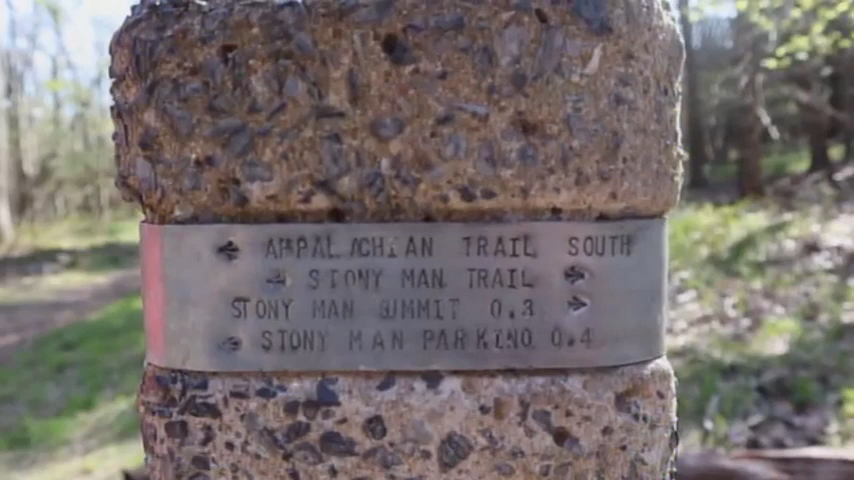 APPALACHIAN TRAIL SOUTH
STONY MAN TRAIL
STONY MAN SUMMIT 0.3
STONY MAN PARKING 0.4